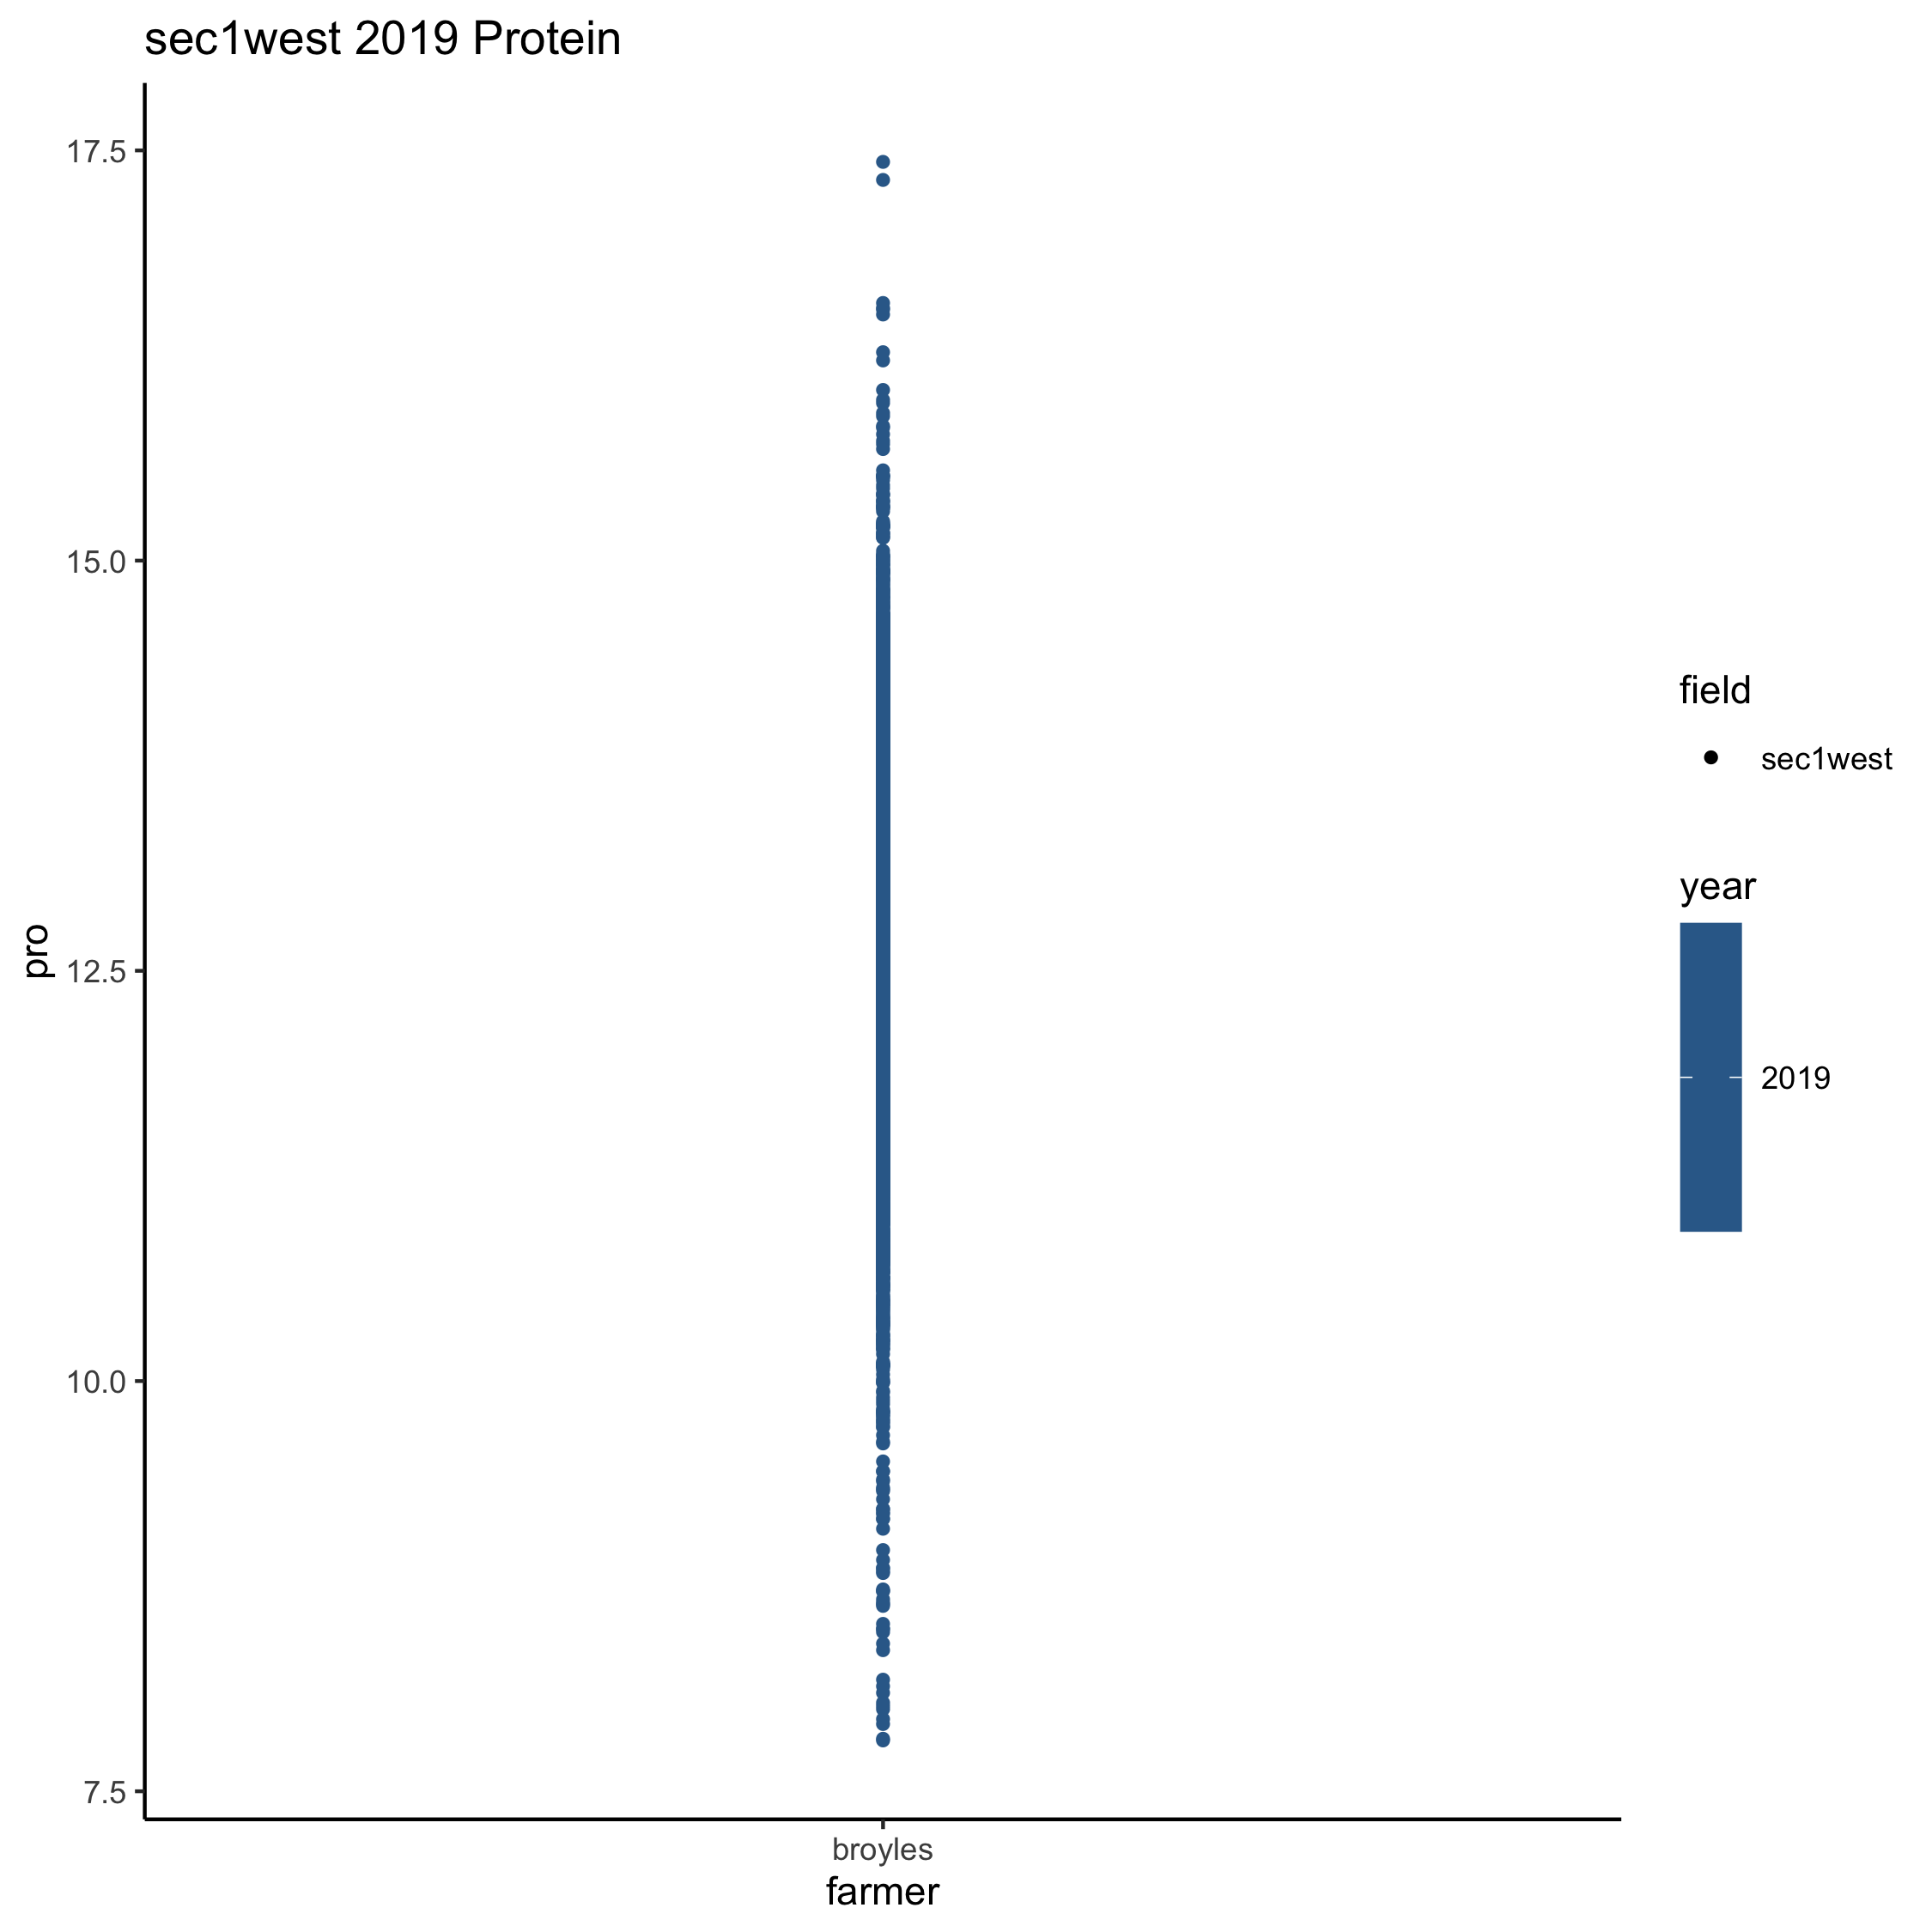 sec1west 2019 Protein
pro
17.5
15.0
12.5
10.0
7.5
broyles
farmer
field
sec1west
year
2019